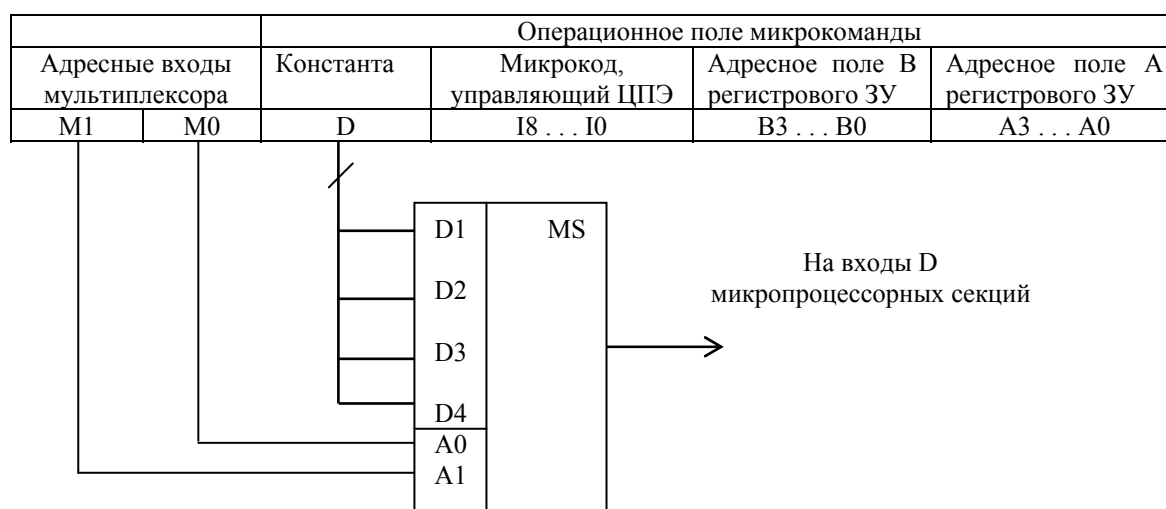 Операционное поле микрокоманды
Адресные входы мультиплексора
Константа
Микрокод, управляющий ЦПЭ
Адресное поле В регистрового ЗУ
Адресное поле А регистрового ЗУ
M1
M0
D
I8 . . . I0
B3 . . . B0
A3 . . . A0
D1
MS
D2
D3
D4
A0
A1
На входы D
микропроцессорных секций